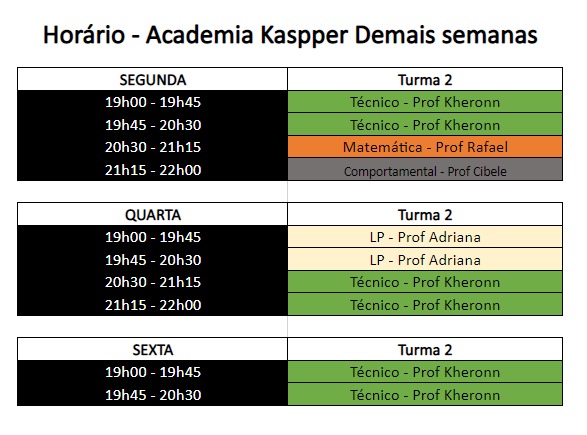 Horário - Academia Kaspper Demais semanas
SEGUNDA Turma 2
19h00 - 19h45 Técnico - Prof Kheronn
19h45 - 20h30 Técnico - Prof Kheronn
20h30 - 21h15 Matemática - Prof Rafael
21h15 - 22h00 Comportamental - Prof Cibele
QUARTA Turma 2
19h00 - 19h45 LP - Prof Adriana
19h45 - 20h30 LP - Prof Adriana
20h30 - 21h15 Técnico - Prof Kheronn
21h15 - 22h00 Técnico - Prof Kheronn
SEXTA Turma 2
19h00 - 19h45 Técnico - Prof Kheronn
19h45 - 20h30 Técnico - Prof Kheronn